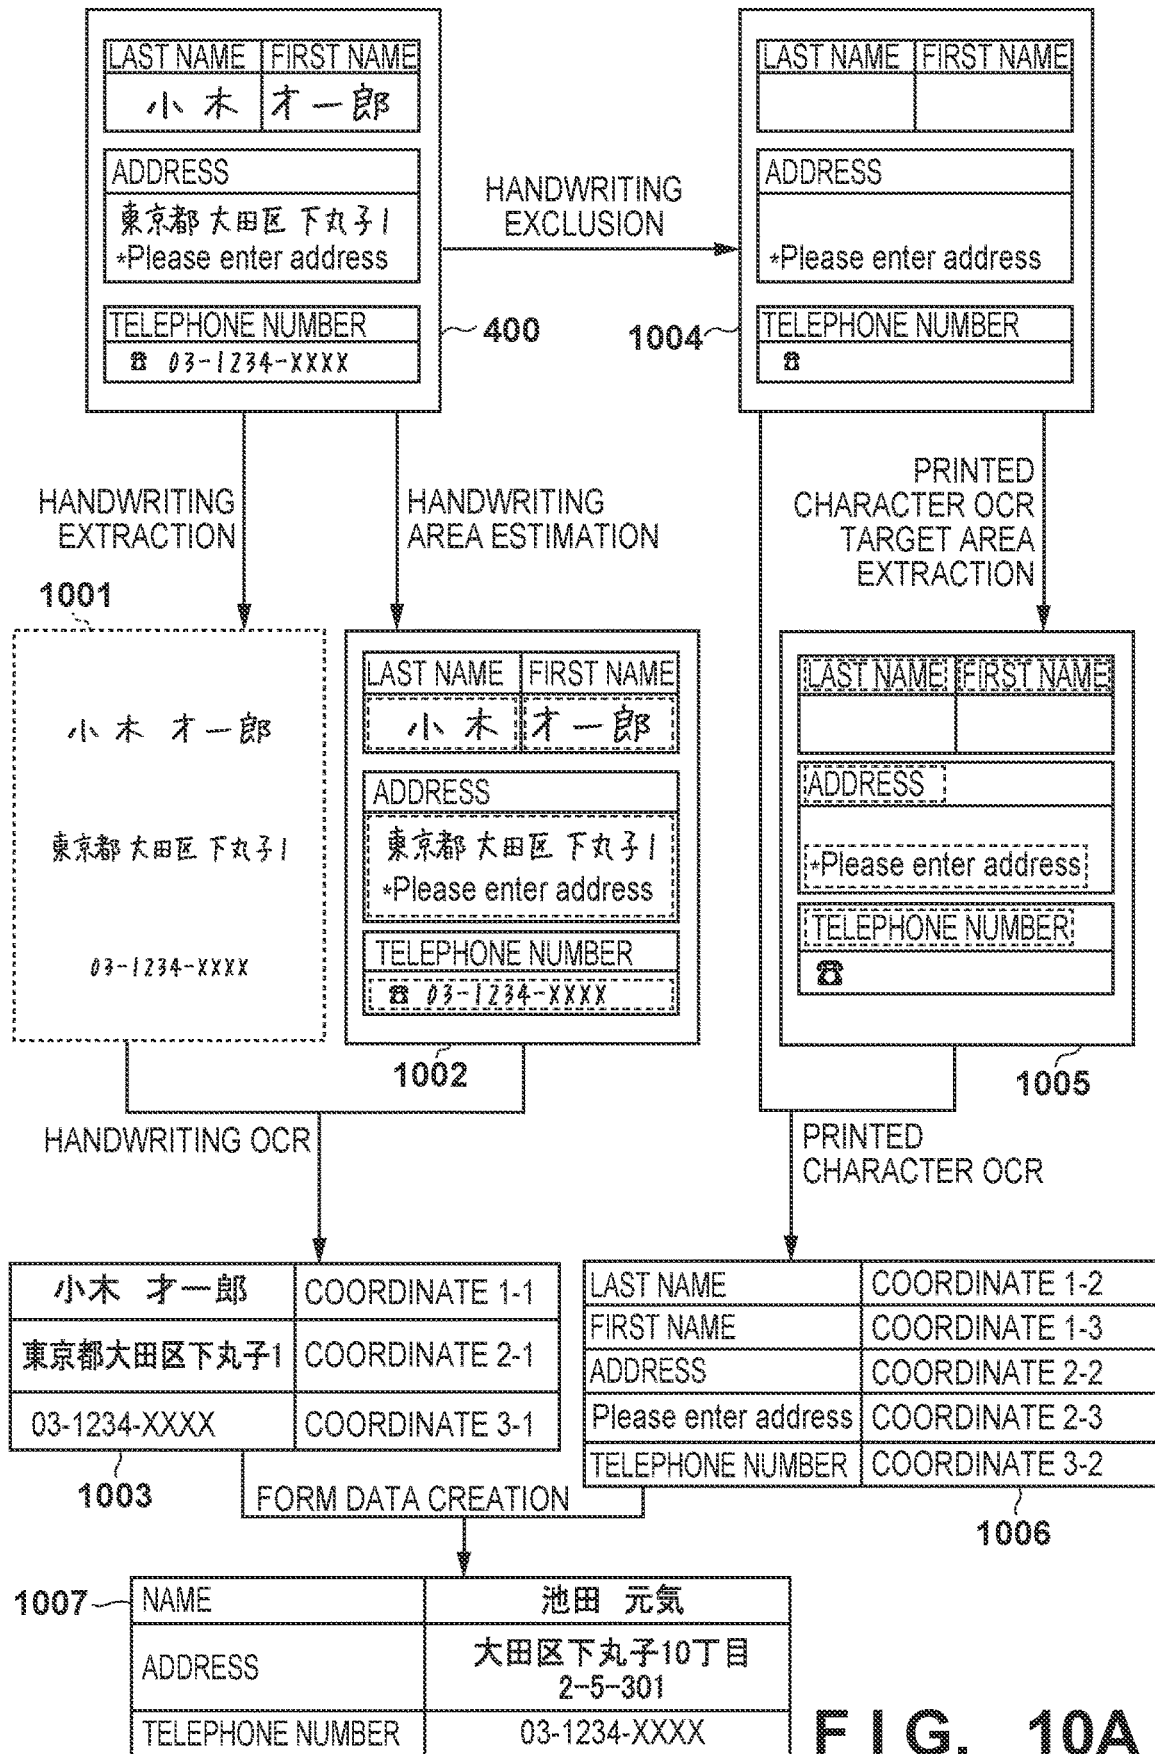 LAST NAME FIRST NAME
小木 才一郎
ADDRESS
東京都 大田区 下丸子1
*Please enter address
TELEPHONE NUMBER
☎ 03-1234-XXXX
400
HANDWRITING
EXCLUSION
LAST NAME FIRST NAME
ADDRESS
*Please enter address
TELEPHONE NUMBER
☎
1004
HANDWRITING
EXTRACTION
HANDWRITING
AREA ESTIMATION
PRINTED
CHARACTER OCR
TARGET AREA
EXTRACTION
1001
小木 才一郎
東京都 大田区 下丸子1
03-1234-XXXX
LAST NAME FIRST NAME
小木 才一郎
ADDRESS
東京都 大田区 下丸子1
*Please enter address
TELEPHONE NUMBER
☎ 03-1234-XXXX
1002
LAST NAME FIRST NAME
ADDRESS
*Please enter address
TELEPHONE NUMBER
☎
1005
HANDWRITING OCR
PRINTED
CHARACTER OCR
小木 才一郎 COORDINATE 1-1
東京都大田区下丸子1 COORDINATE 2-1
03-1234-XXXX COORDINATE 3-1
1003
LAST NAME COORDINATE 1-2
FIRST NAME COORDINATE 1-3
ADDRESS COORDINATE 2-2
Please enter address COORDINATE 2-3
TELEPHONE NUMBER COORDINATE 3-2
1006
FORM DATA CREATION
1007
NAME 池田 元気
ADDRESS 大田区下丸子10丁目
2-5-301
TELEPHONE NUMBER 03-1234-XXXX
FIG. 10A